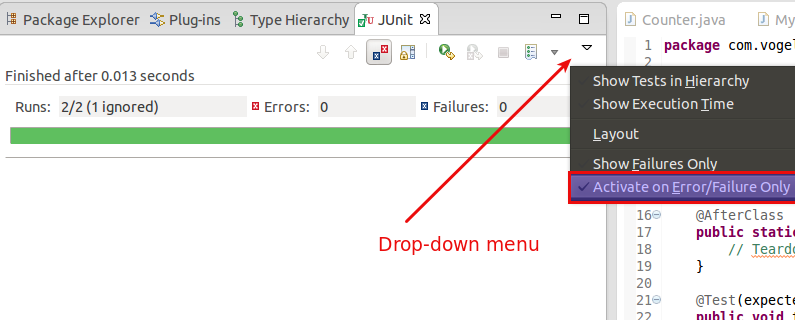 Package Explorer Plug-ins Type Hierarchy JUnit
Finished after 0.013 seconds
Runs: 2/2 (1 ignored) Errors: 0 Failures: 0
Drop-down menu
Show Tests in Hierarchy
Show Execution Time
Layout
Show Failures Only
Activate on Error/Failure Only
Counter.java My
1 package com.vogel
2
16 @AfterClass
17 public static
18 // Teardo
19 }
20
21 @Test(expecte
22 public void